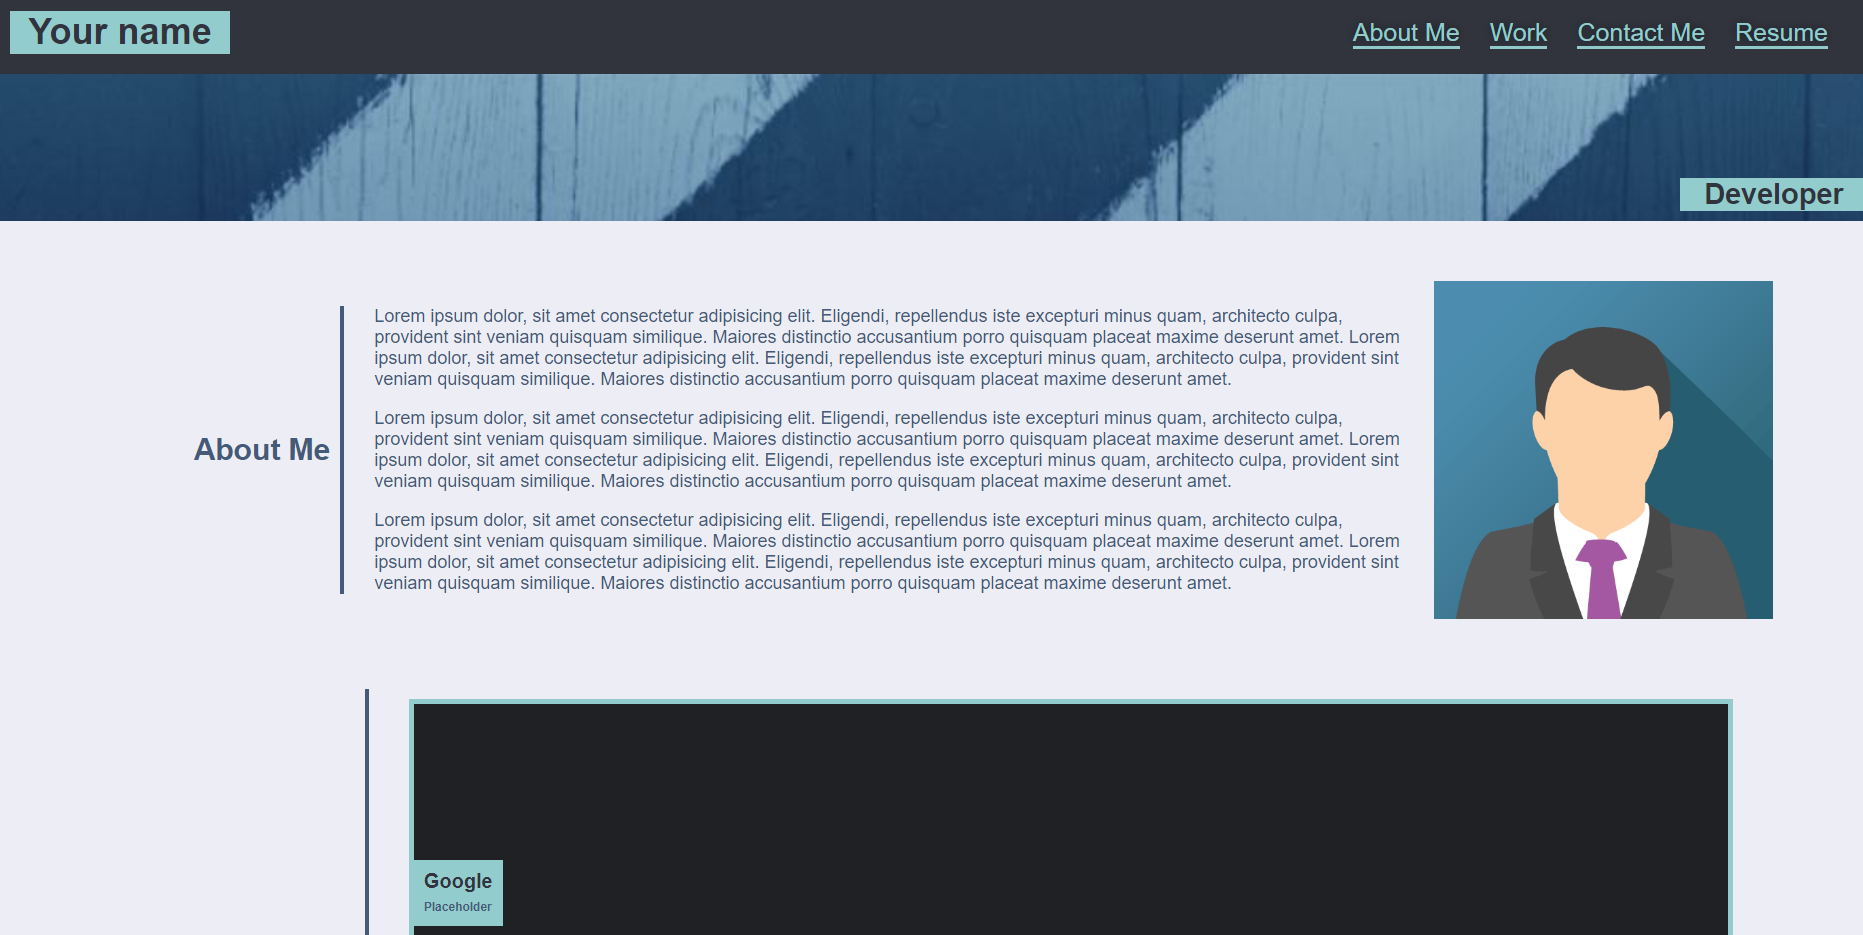 Your name
About Me Work Contact Me Resume
Developer
Lorem ipsum dolor, sit amet consectetur adipisicing elit. Eligendi, repellendus iste excepturi minus quam, architecto culpa,
provident sint veniam quisquam similique. Maiores distinctio accusantium porro quisquam placeat maxime deserunt amet. Lorem
ipsum dolor, sit amet consectetur adipisicing elit. Eligendi, repellendus iste excepturi minus quam, architecto culpa, provident sint
veniam quisquam similique. Maiores distinctio accusantium porro quisquam placeat maxime deserunt amet.
Lorem ipsum dolor, sit amet consectetur adipisicing elit. Eligendi, repellendus iste excepturi minus quam, architecto culpa,
provident sint veniam quisquam similique. Maiores distinctio accusantium porro quisquam placeat maxime deserunt amet. Lorem
ipsum dolor, sit amet consectetur adipisicing elit. Eligendi, repellendus iste excepturi minus quam, architecto culpa, provident sint
veniam quisquam similique. Maiores distinctio accusantium porro quisquam placeat maxime deserunt amet.
Lorem ipsum dolor, sit amet consectetur adipisicing elit. Eligendi, repellendus iste excepturi minus quam, architecto culpa,
provident sint veniam quisquam similique. Maiores distinctio accusantium porro quisquam placeat maxime deserunt amet. Lorem
ipsum dolor, sit amet consectetur adipisicing elit. Eligendi, repellendus iste excepturi minus quam, architecto culpa, provident sint
veniam quisquam similique. Maiores distinctio accusantium porro quisquam placeat maxime deserunt amet.
About Me
Google
Placeholder